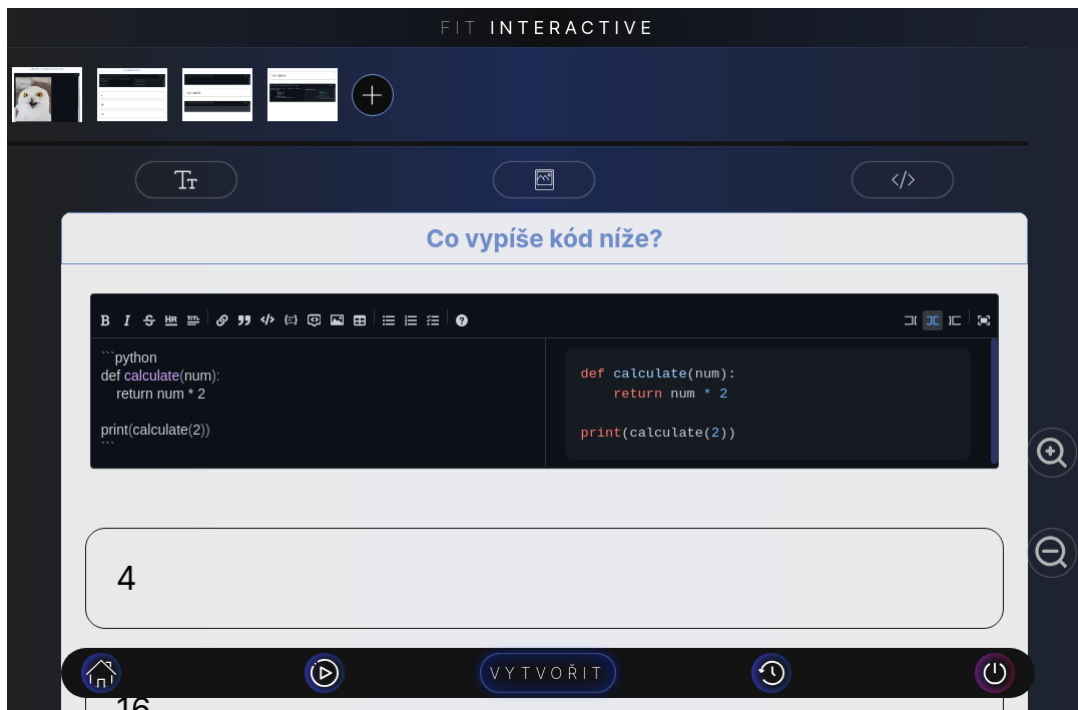 FIT INTERACTIVE
Co vypíše kód níže?
```python
def calculate(num):
return num * 2
print(calculate(2))
```
def calculate(num):
return num * 2
print(calculate(2))
4
VYTVOŘIT
16